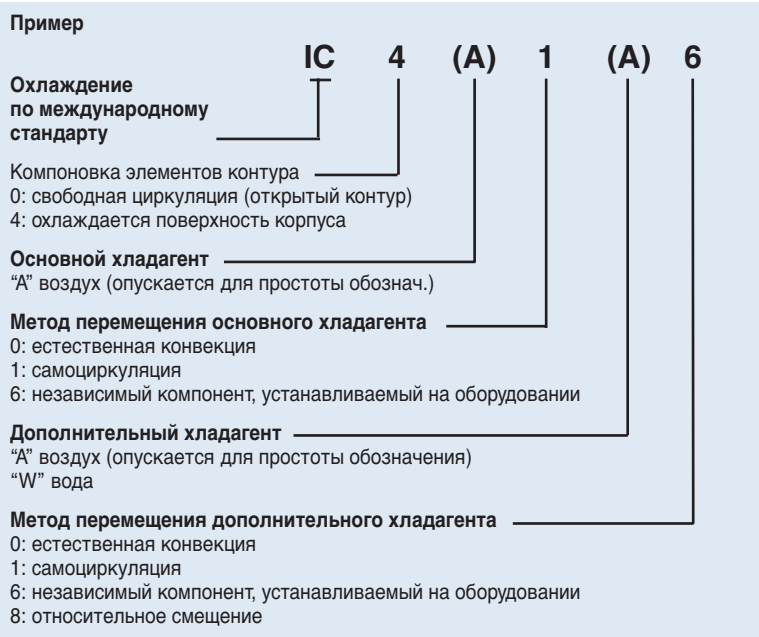 Пример
IC 4 (A) 1 (A) 6
Охлаждение
по международному
стандарту
Компоновка элементов контура
0: свободная циркуляция (открытый контур)
4: охлаждается поверхность корпуса
Основной хладагент
“A” воздух (опускается для простоты обознач.)
Метод перемещения основного хладагента
0: естественная конвекция
1: самоциркуляция
6: независимый компонент, устанавливаемый на оборудовании
Дополнительный хладагент
“A” воздух (опускается для простоты обозначения)
“W” вода
Метод перемещения дополнительного хладагента
0: естественная конвекция
1: самоциркуляция
6: независимый компонент, устанавливаемый на оборудовании
8: относительное смещение